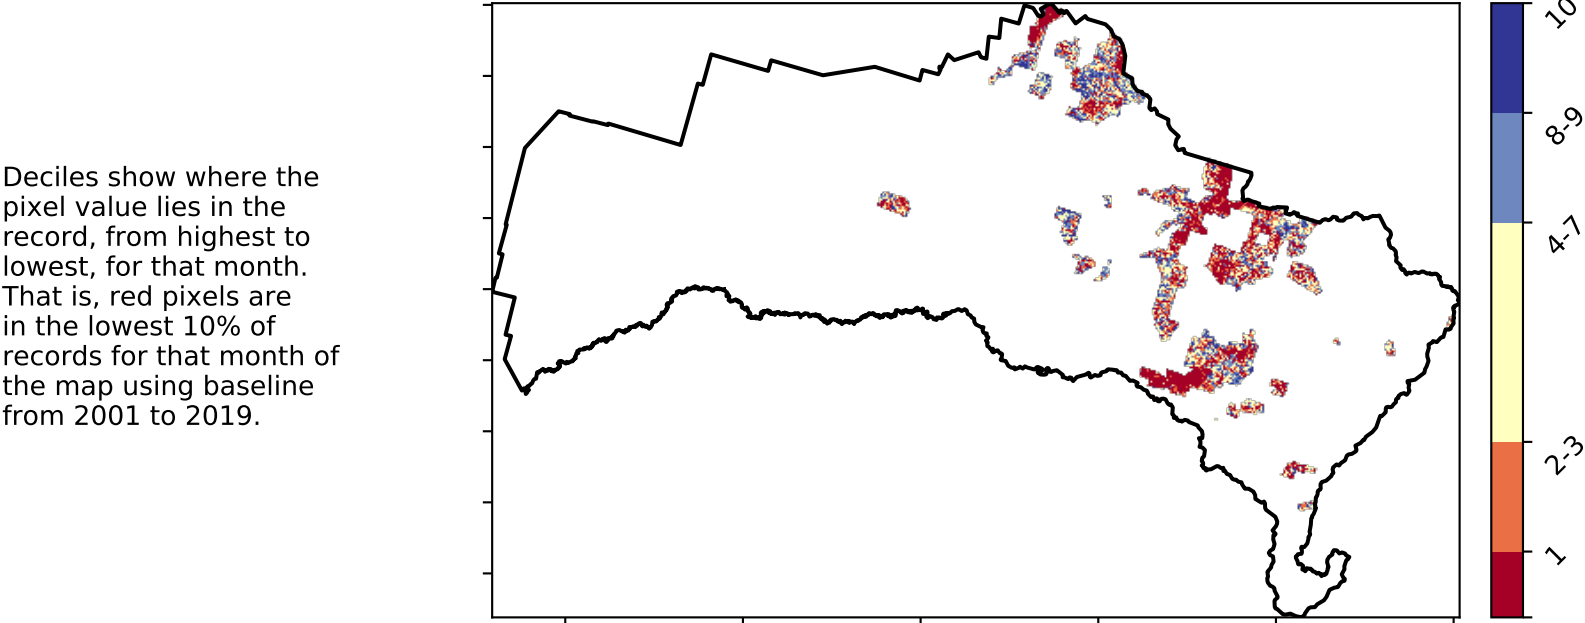 Deciles show where the
pixel value lies in the
record, from highest to
lowest, for that month.
That is, red pixels are
in the lowest 10% of
records for that month of
the map using baseline
from 2001 to 2019.
10
8-9
4-7
2-3
1